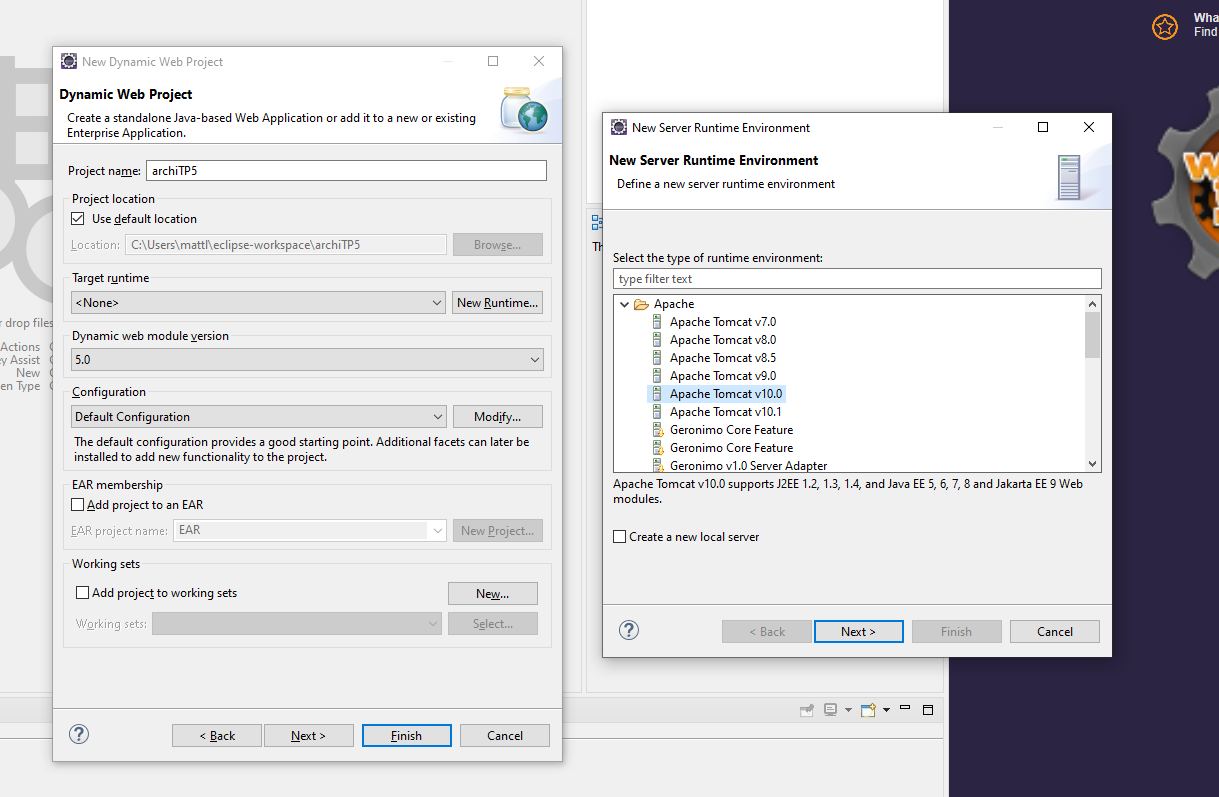 Wha
Find
New Dynamic Web Project
Dynamic Web Project
Create a standalone Java-based Web Application or add it to a new or existing
Enterprise Application.
Project name: archiTP5
Project location
Use default location
Location: C:\Users\mattl\eclipse-workspace\archiTP5 Browse...
Target runtime
<None> New Runtime...
Dynamic web module version
5.0
Configuration
Default Configuration Modify...
The default configuration provides a good starting point. Additional facets can later be
installed to add new functionality to the project.
EAR membership
Add project to an EAR
EAR project name: EAR New Project...
Working sets
Add project to working sets New...
Working sets: Select...
? < Back Next > Finish Cancel
r drop files
Actions
ey Assist
New
en Type
Th
New Server Runtime Environment
New Server Runtime Environment
Define a new server runtime environment
Select the type of runtime environment:
type filter text
Apache
Apache Tomcat v7.0
Apache Tomcat v8.0
Apache Tomcat v8.5
Apache Tomcat v9.0
Apache Tomcat v10.0
Apache Tomcat v10.1
Geronimo Core Feature
Geronimo Core Feature
Geronimo v1.0 Server Adapter
Apache Tomcat v10.0 supports J2EE 1.2, 1.3, 1.4, and Java EE 5, 6, 7, 8 and Jakarta EE 9 Web
modules.
Create a new local server
? < Back Next > Finish Cancel